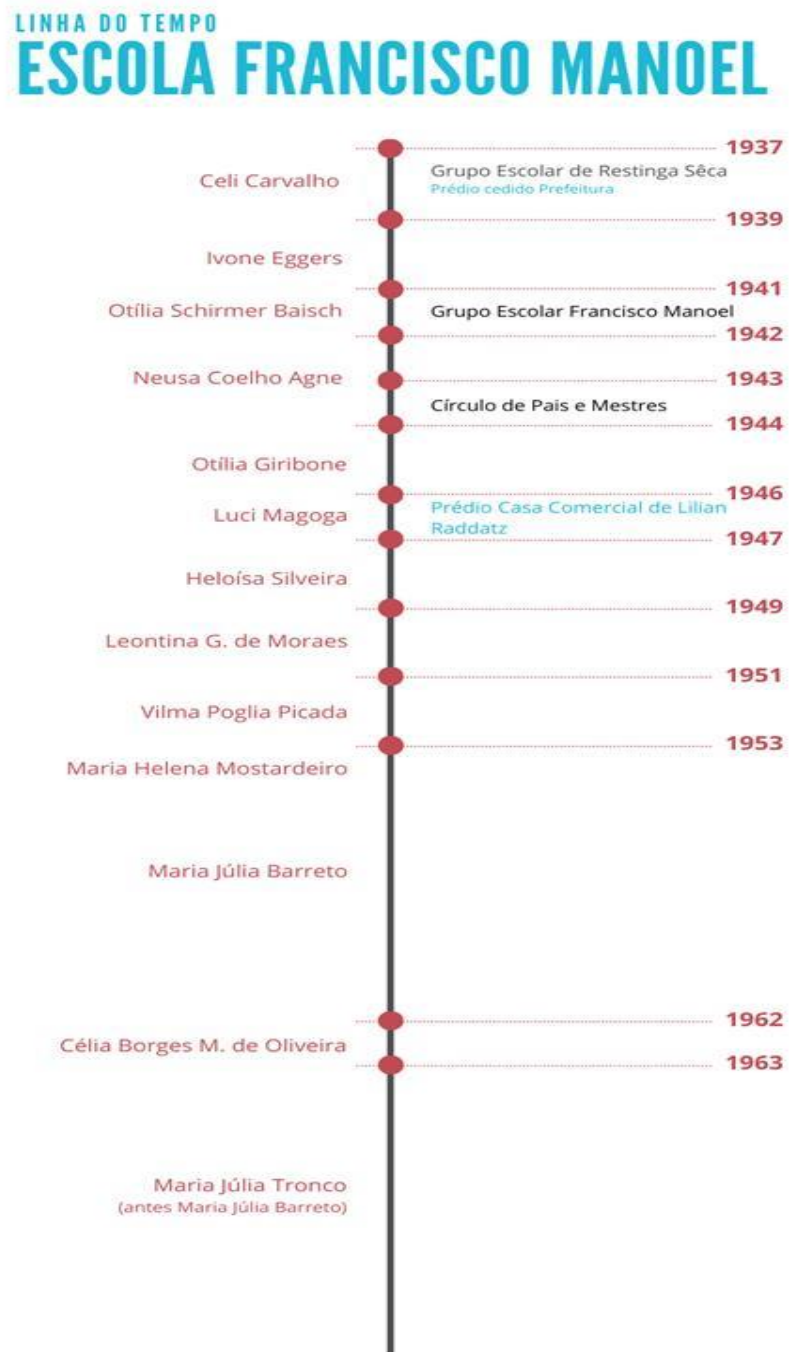 LINHA DO TEMPO
ESCOLA FRANCISCO MANOEL
1937
Grupo Escolar de Restinga Sêca
Celi Carvalho
Prédio cedido Prefeitura
1939
Ivone Eggers
1941
Otília Schirmer Baisch
Grupo Escolar Francisco Manoel
1942
Neusa Coelho Agne
1943
Círculo de Pais e Mestres
1944
Otília Giribone
1946
Luci Magoga
Prédio Casa Comercial de Lilian
Raddatz
1947
Heloísa Silveira
1949
Leontina G. de Moraes
1951
Vilma Poglia Picada
1953
Maria Helena Mostardeiro
Maria Júlia Barreto
1962
Célia Borges M. de Oliveira
1963
Maria Júlia Tronco
(antes Maria Júlia Barreto)